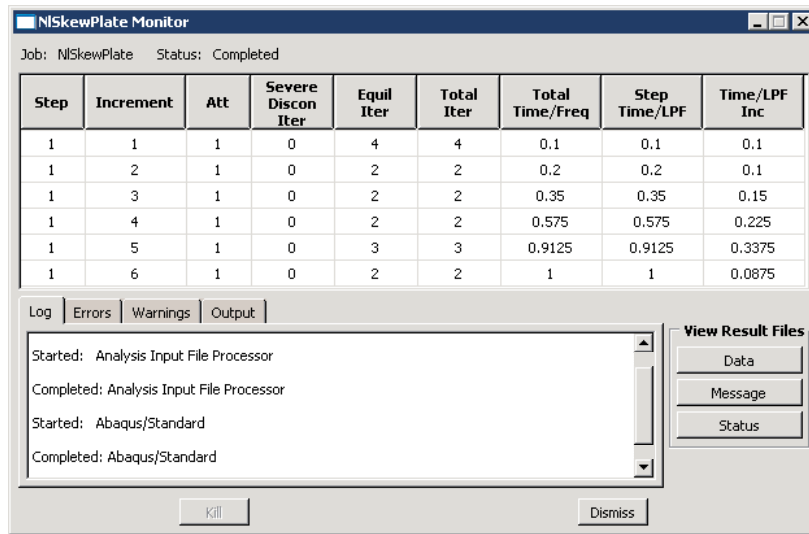 NlSkewPlate Monitor
Job: NlSkewPlate Status: Completed
Step Increment Att Severe Discon Iter Equil Iter Total Iter Total Time/Freq Step Time/LPF Time/LPF Inc
1 1 1 0 4 4 0.1 0.1 0.1
1 2 1 0 2 2 0.2 0.2 0.1
1 3 1 0 2 2 0.35 0.35 0.15
1 4 1 0 2 2 0.575 0.575 0.225
1 5 1 0 3 3 0.9125 0.9125 0.3375
1 6 1 0 2 2 1 1 0.0875
Log Errors Warnings Output
Started: Analysis Input File Processor
Completed: Analysis Input File Processor
Started: Abaqus/Standard
Completed: Abaqus/Standard
View Result Files
Data
Message
Status
Kill Dismiss